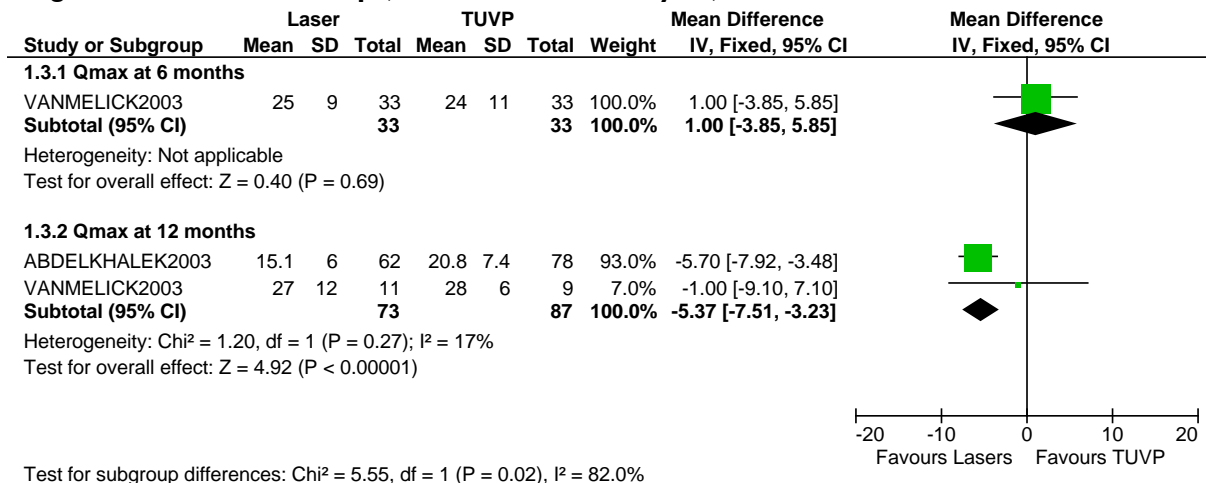 Laser TUVP Mean Difference Mean Difference
Study or Subgroup Mean SD Total Mean SD Total Weight IV, Fixed, 95% CI IV, Fixed, 95% CI
1.3.1 Qmax at 6 months
VANMELICK2003 25 9 33 24 11 33 100.0% 1.00 [-3.85, 5.85]
Subtotal (95% CI) 33 33 100.0% 1.00 [-3.85, 5.85]
Heterogeneity: Not applicable
Test for overall effect: Z = 0.40 (P = 0.69)
1.3.2 Qmax at 12 months
ABDELKHALEK2003 15.1 6 62 20.8 7.4 78 93.0% -5.70 [-7.92, -3.48]
VANMELICK2003 27 12 11 28 6 9 7.0% -1.00 [-9.10, 7.10]
Subtotal (95% CI) 73 87 100.0% -5.37 [-7.51, -3.23]
Heterogeneity: Chi² = 1.20, df = 1 (P = 0.27); I² = 17%
Test for overall effect: Z = 4.92 (P < 0.00001)
-20 -10 0 10 20
Favours Lasers Favours TUVP
Test for subgroup differences: Chi² = 5.55, df = 1 (P = 0.02), I² = 82.0%